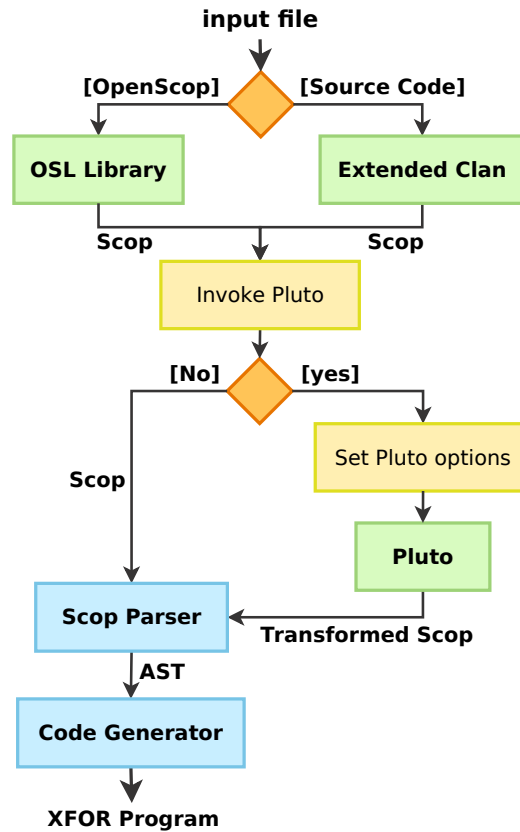 input file
[OpenScop]
[Source Code]
OSL Library
Extended Clan
Scop
Scop
Invoke Pluto
[No]
[yes]
Set Pluto options
Scop
Pluto
Scop Parser
Transformed Scop
AST
Code Generator
XFOR Program